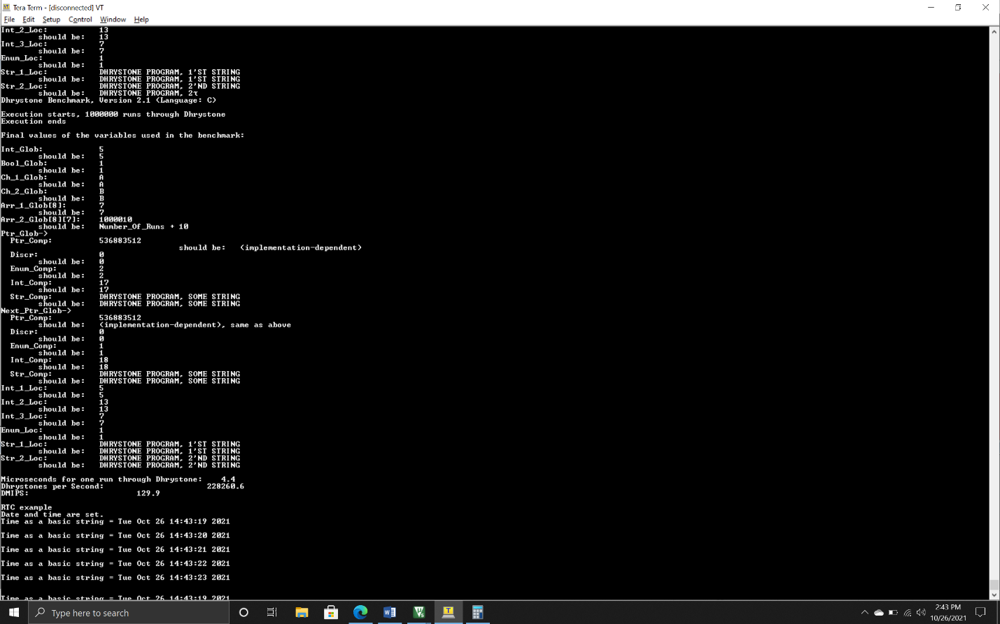 Tera Term - [disconnected] VT
File Edit Setup Control Window Help
Int_2_Loc: 13
should be: 13
Int_3_Loc: 7
should be: 7
Enum_Loc: 1
should be: 1
Str_1_Loc: DHRYSTONE PROGRAM, 1'ST STRING
should be: DHRYSTONE PROGRAM, 1'ST STRING
Str_2_Loc: DHRYSTONE PROGRAM, 2'ND STRING
should be: DHRYSTONE PROGRAM, 2τ
Dhrystone Benchmark, Version 2.1 (Language: C)
Execution starts, 1000000 runs through Dhrystone
Execution ends
Final values of the variables used in the benchmark:
Int_Glob: 5
should be: 5
Bool_Glob: 1
should be: 1
Ch_1_Glob: A
should be: A
Ch_2_Glob: B
should be: B
Arr_1_Glob[8]: 7
should be: 7
Arr_2_Glob[8][7]: 1000010
should be: Number_Of_Runs + 10
Ptr_Glob->
Ptr_Comp: 536883512
should be: (implementation-dependent)
Discr: 0
should be: 0
Enum_Comp: 2
should be: 2
Int_Comp: 17
should be: 17
Str_Comp: DHRYSTONE PROGRAM, SOME STRING
should be: DHRYSTONE PROGRAM, SOME STRING
Next_Ptr_Glob->
Ptr_Comp: 536883512
should be: (implementation-dependent), same as above
Discr: 0
should be: 0
Enum_Comp: 1
should be: 1
Int_Comp: 18
should be: 18
Str_Comp: DHRYSTONE PROGRAM, SOME STRING
should be: DHRYSTONE PROGRAM, SOME STRING
Int_1_Loc: 5
should be: 5
Int_2_Loc: 13
should be: 13
Int_3_Loc: 7
should be: 7
Enum_Loc: 1
should be: 1
Str_1_Loc: DHRYSTONE PROGRAM, 1'ST STRING
should be: DHRYSTONE PROGRAM, 1'ST STRING
Str_2_Loc: DHRYSTONE PROGRAM, 2'ND STRING
should be: DHRYSTONE PROGRAM, 2'ND STRING
Microseconds for one run through Dhrystone: 4.4
Dhrystones per Second: 228260.6
DMIPS: 129.9
RTC example
Date and time are set.
Time as a basic string = Tue Oct 26 14:43:19 2021
Time as a basic string = Tue Oct 26 14:43:20 2021
Time as a basic string = Tue Oct 26 14:43:21 2021
Time as a basic string = Tue Oct 26 14:43:22 2021
Time as a basic string = Tue Oct 26 14:43:23 2021
Time as a basic string = Tue Oct 26 14:43:19 2021
Type here to search
2:43 PM
10/26/2021